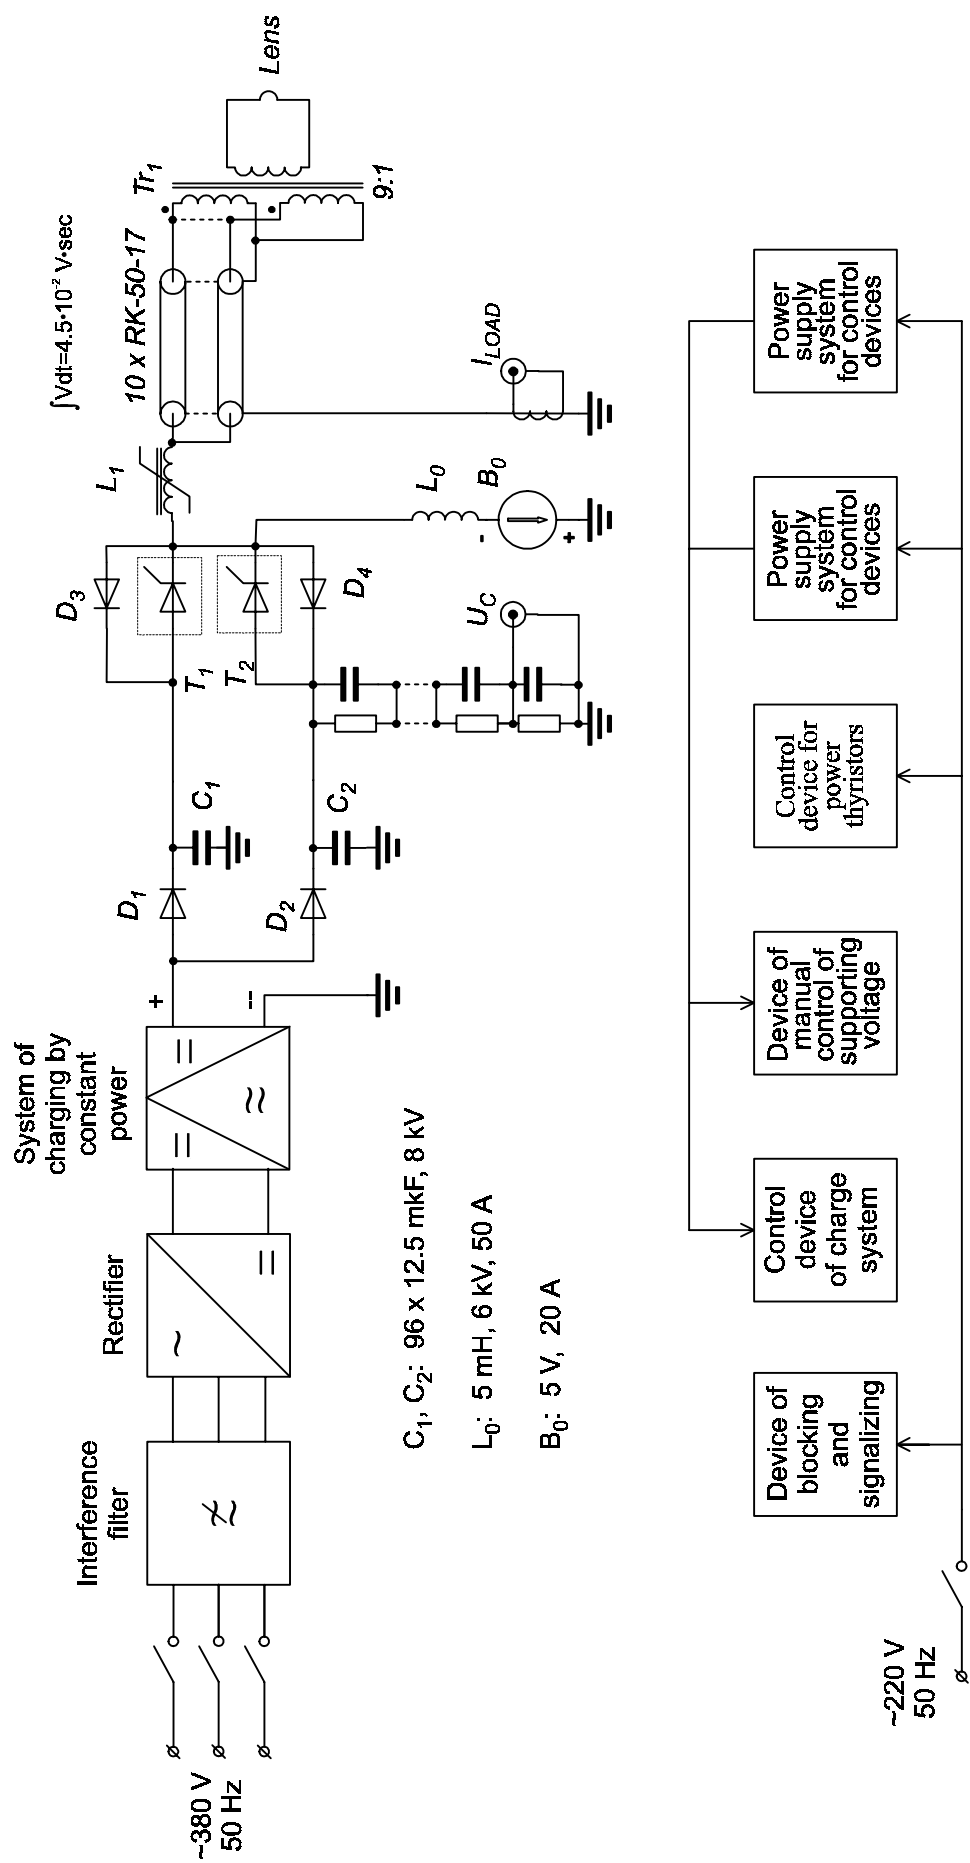 ~380 V
50 Hz
Interference
filter
Rectifier
System of
charging by
constant
power
+
--
D1
D2
C1
C2
D3
T1
T2
D4
UC
L1
L0
B0
-
+
ILOAD
∫Vdt=4.5•10⁻² V•sec
10 x RK-50-17
Tr1
9:1
Lens
C1, C2: 96 x 12.5 mkF, 8 kV
L0: 5 mH, 6 kV, 50 A
B0: 5 V, 20 A
~220 V
50 Hz
Device of
blocking
and
signalizing
Control
device
of charge
system
Device of
manual
control of
supporting
voltage
Control
device for
power
thyristors
Power
supply
system
for control
devices
Power
supply
system
for control
devices